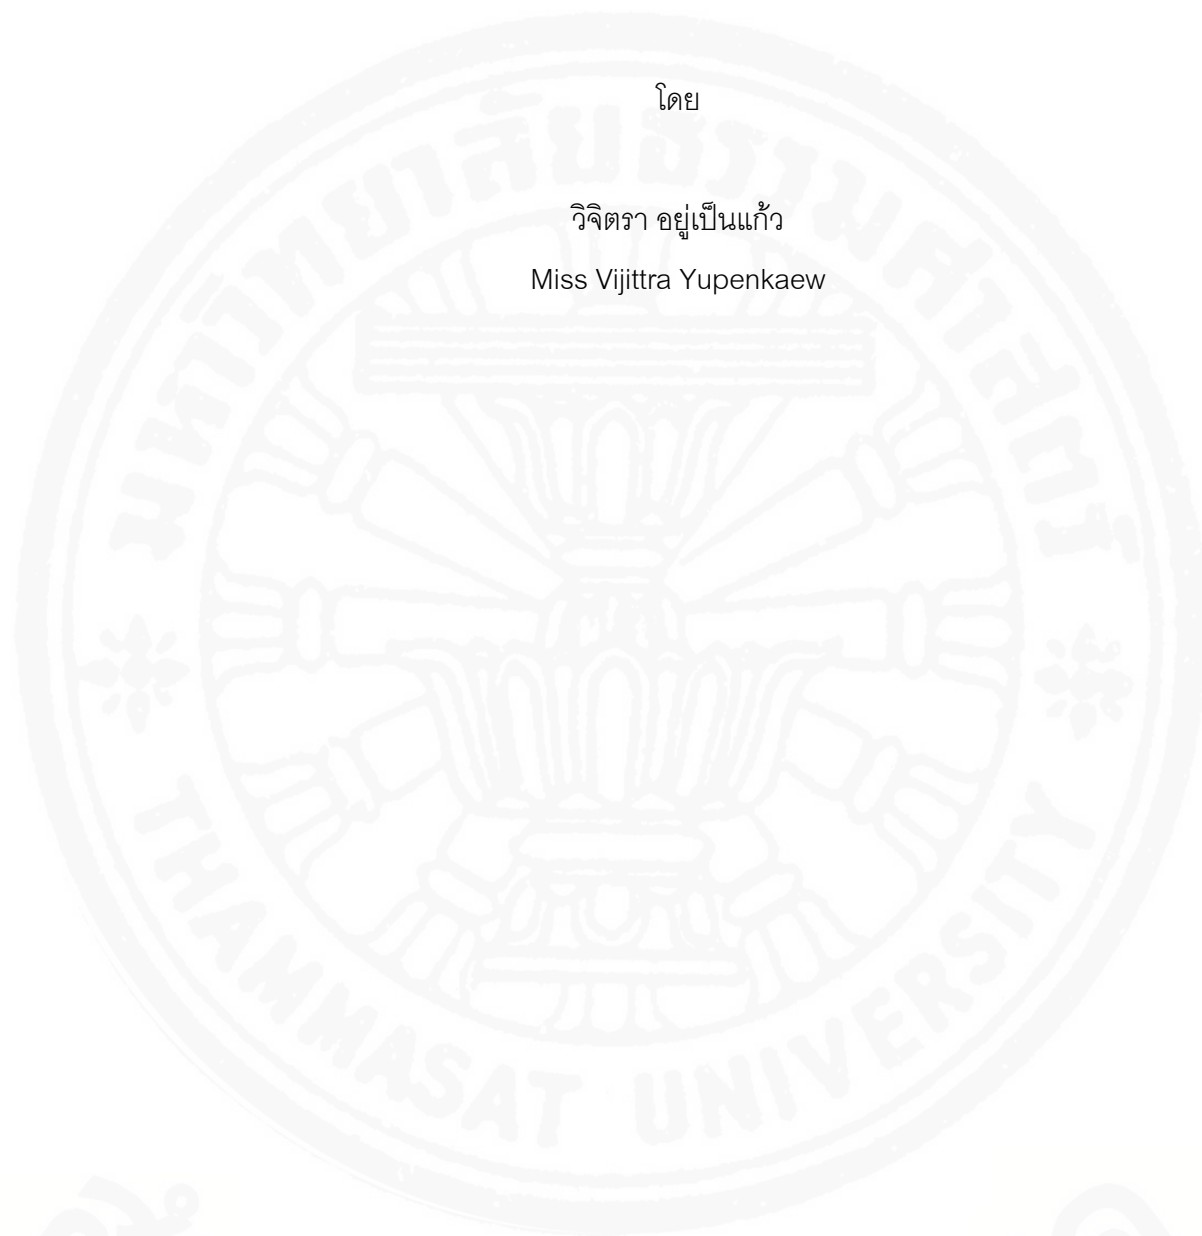 โดย
วิจิตรา อยู่เป็นแก้ว
Miss Vijittra Yupenkaew
มหาวิทยาลัยธรรมศาสตร์
THAMMASAT UNIVERSITY